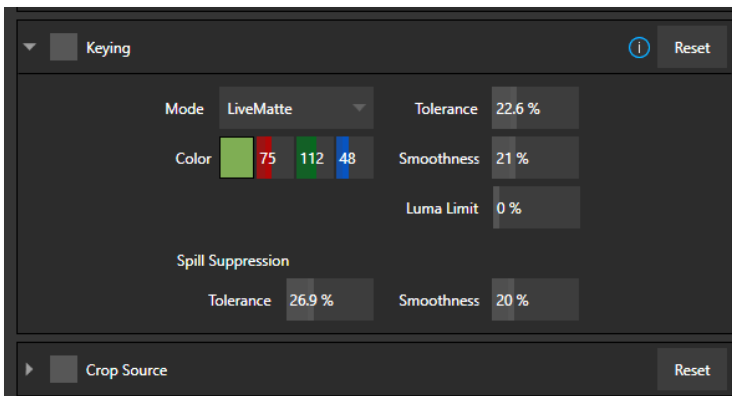 Keying i Reset
Mode LiveMatte Tolerance 22.6 %
Color 75 112 48 Smoothness 21 %
Luma Limit 0 %
Spill Suppression
Tolerance 26.9 % Smoothness 20 %
Crop Source Reset